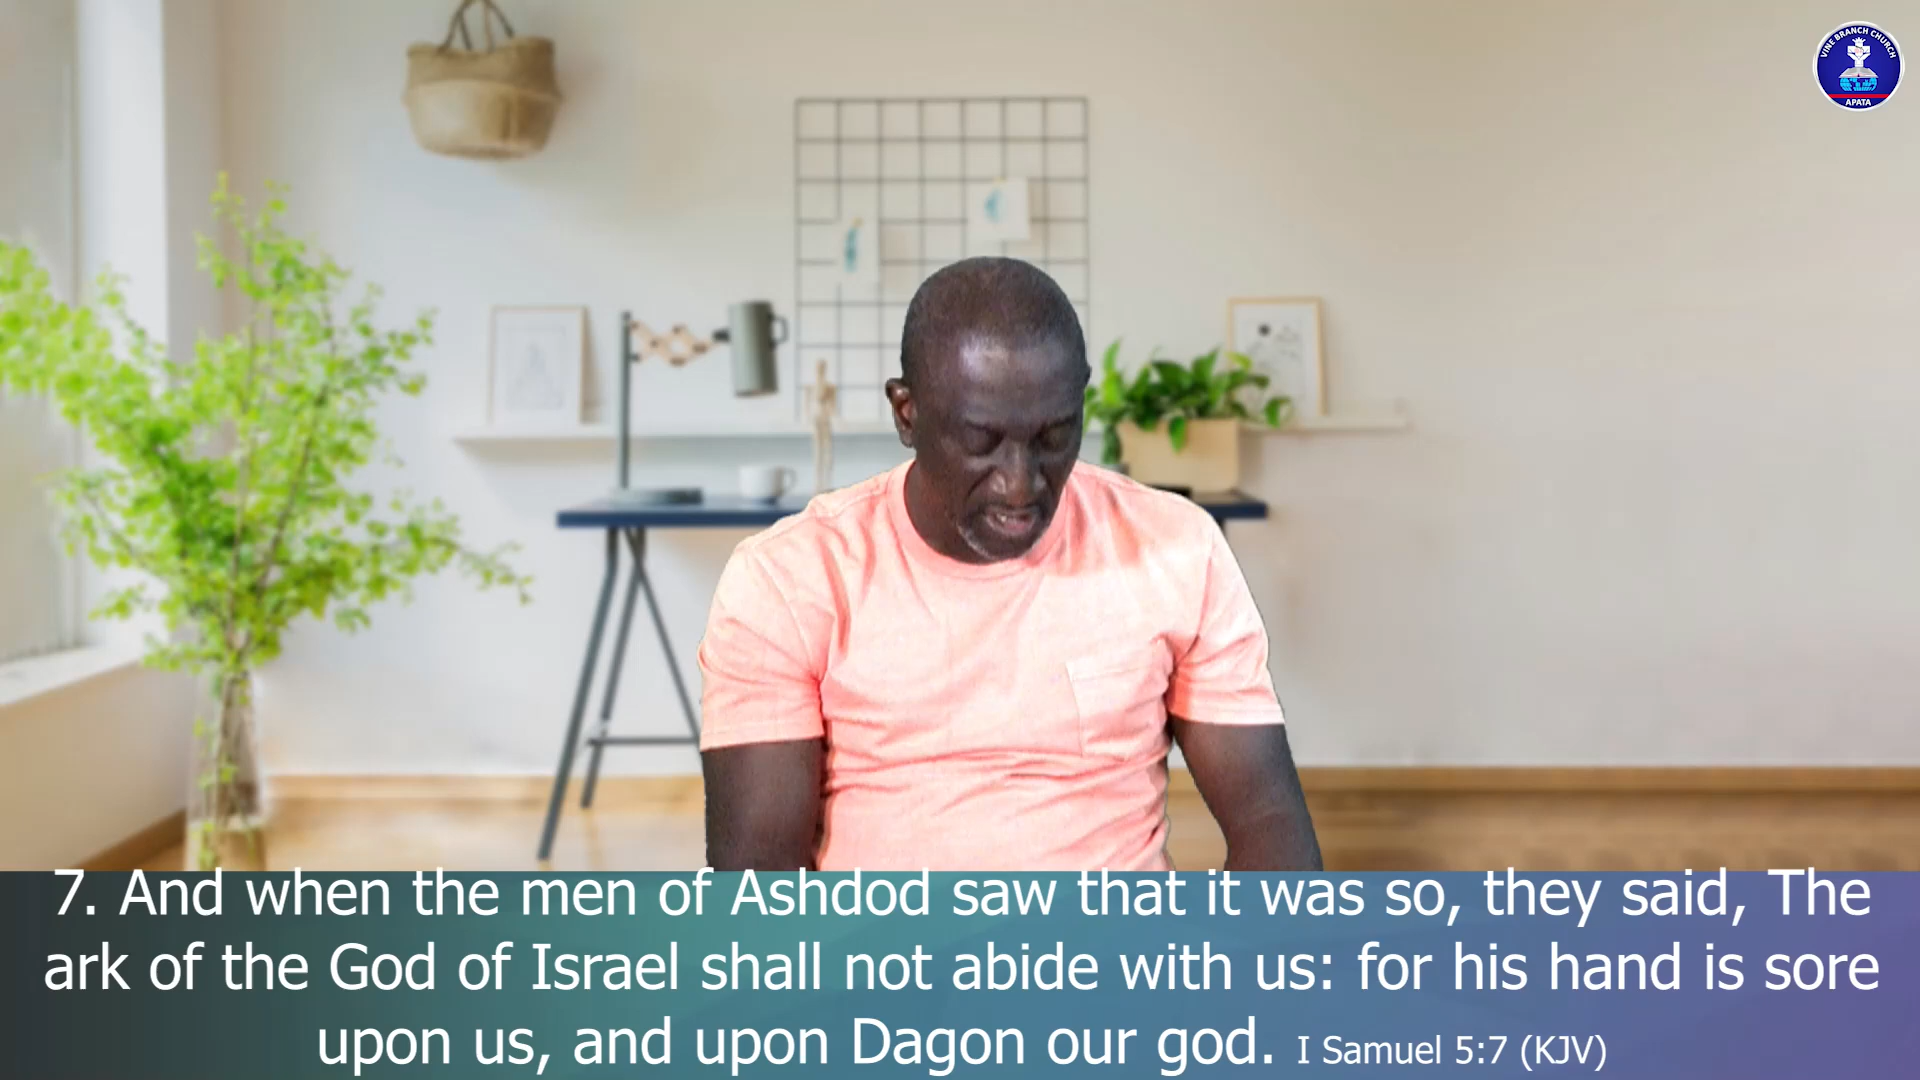 VINE BRANCH CHURCH
APATA
7. And when the men of Ashdod saw that it was so, they said, The
ark of the God of Israel shall not abide with us: for his hand is sore
upon us, and upon Dagon our god. I Samuel 5:7 (KJV)